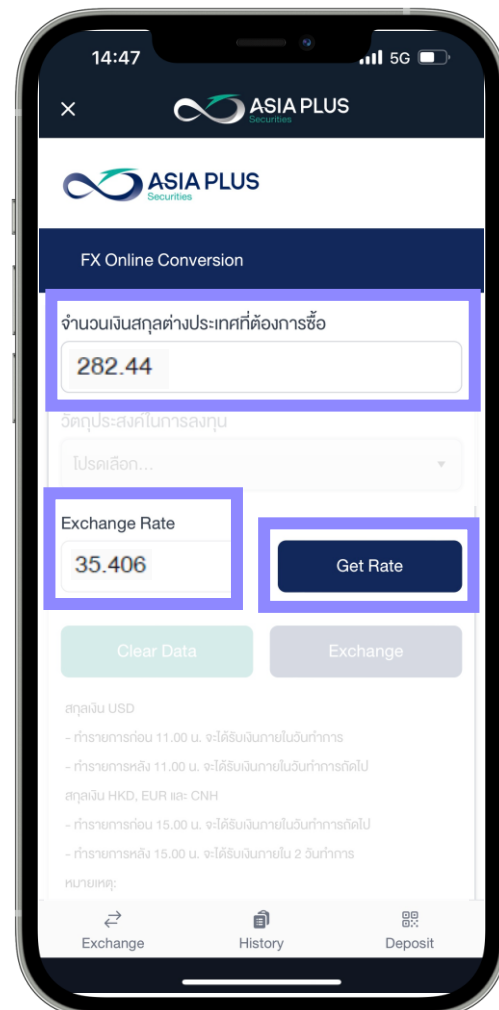 14:47
5G
ASIA PLUS
Securities
ASIA PLUS
Securities
FX Online Conversion
จำนวนเงินสกุลต่างประเทศที่ต้องการซื้อ
282.44
วัตถุประสงค์ในการลงทุน
โปรดเลือก...
Exchange Rate
35.406
Get Rate
Clear Data
Exchange
สกุลเงิน USD
- ทำรายการก่อน 11.00 น. จะได้รับเงินภายในวันทำการ
- ทำรายการหลัง 11.00 น. จะได้รับเงินภายในวันทำการถัดไป
สกุลเงิน HKD, EUR และ CNH
- ทำรายการก่อน 15.00 น. จะได้รับเงินภายในวันทำการถัดไป
- ทำรายการหลัง 15.00 น. จะได้รับเงินภายใน 2 วันทำการ
หมายเหตุ:
Exchange
History
Deposit